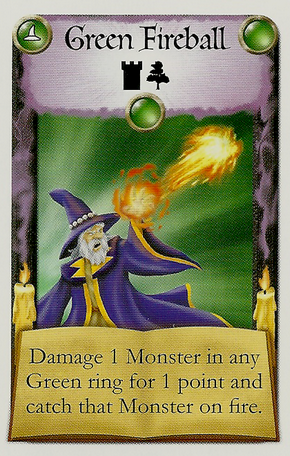 Green Fireball
Damage 1 Monster in any
Green ring for 1 point and
catch that Monster on fire.